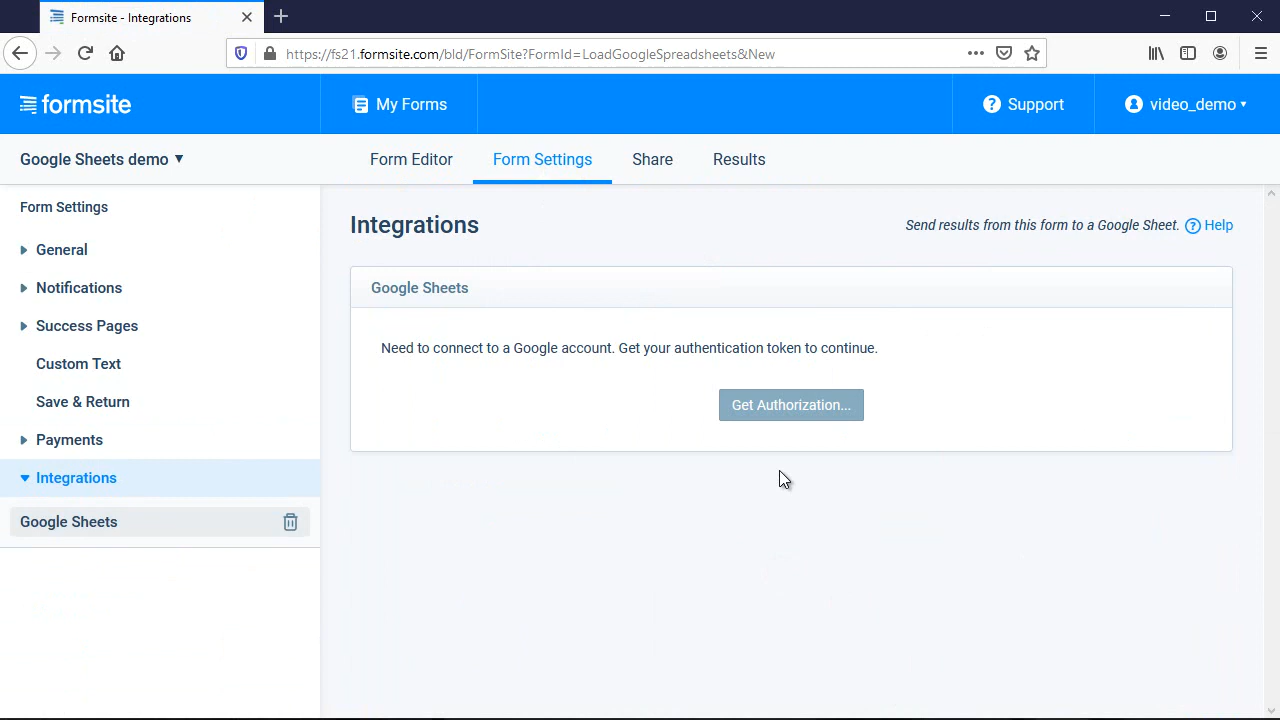 Formsite - Integrations
https://fs21.formsite.com/bld/FormSite?FormId=LoadGoogleSpreadsheets&New
formsite
My Forms
Support
video_demo
Google Sheets demo
Form Editor
Form Settings
Share
Results
Form Settings
General
Notifications
Success Pages
Custom Text
Save & Return
Payments
Integrations
Google Sheets
Integrations
Send results from this form to a Google Sheet. ? Help
Google Sheets
Need to connect to a Google account. Get your authentication token to continue.
Get Authorization...